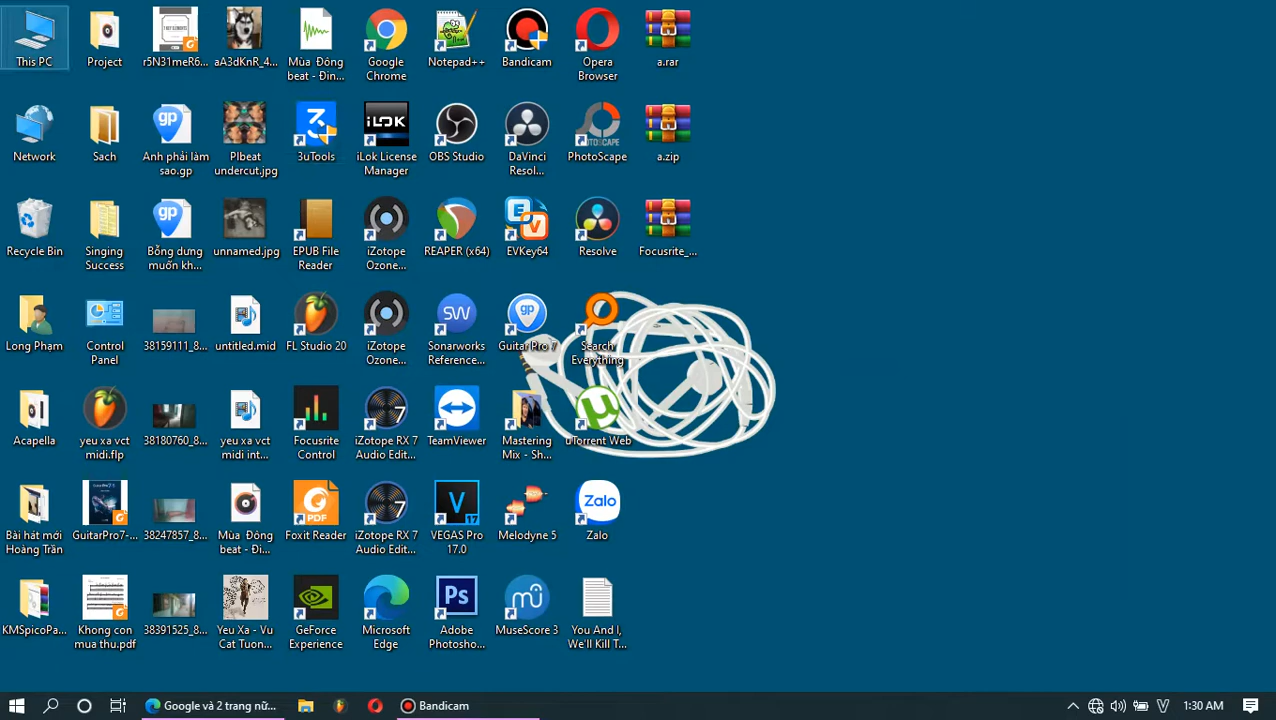 This PC
Project
r5N31meR6...
aA3dKnR_4...
Mùa Đông
beat - Đin...
Google
Chrome
Notepad++
Bandicam
Opera
Browser
a.rar
Network
Sach
Anh phải làm
sao.gp
PIbeat
undercut.jpg
3uTools
iLok License
Manager
OBS Studio
DaVinci
Resol...
PhotoScape
a.zip
Recycle Bin
Singing
Success
Bỗng dưng
muốn kh...
unnamed.jpg
EPUB File
Reader
iZotope
Ozone...
REAPER (x64)
EVKey64
Resolve
Focusrite_...
Long Phạm
Control
Panel
38159111_8...
untitled.mid
FL Studio 20
iZotope
Ozone...
Sonarworks
Reference...
Guitar Pro 7
Search
Everything
Acapella
yeu xa vct
midi.flp
38180760_8...
yeu xa vct
midi int...
Focusrite
Control
iZotope RX 7
Audio Edit...
TeamViewer
Mastering
Mix - Sh...
uTorrent Web
Bài hát mới
Hoàng Trần
GuitarPro7-...
38247857_8...
Mùa Đông
beat - Đi...
Foxit Reader
iZotope RX 7
Audio Edit...
VEGAS Pro
17.0
Melodyne 5
Zalo
KMSpicoPa...
Khong con
mua thu.pdf
38391525_8...
Yeu Xa - Vu
Cat Tuon...
GeForce
Experience
Microsoft
Edge
Adobe
Photosho...
MuseScore 3
You And I,
We'll Kill T...
Google và 2 trang nữ...
Bandicam
1:30 AM